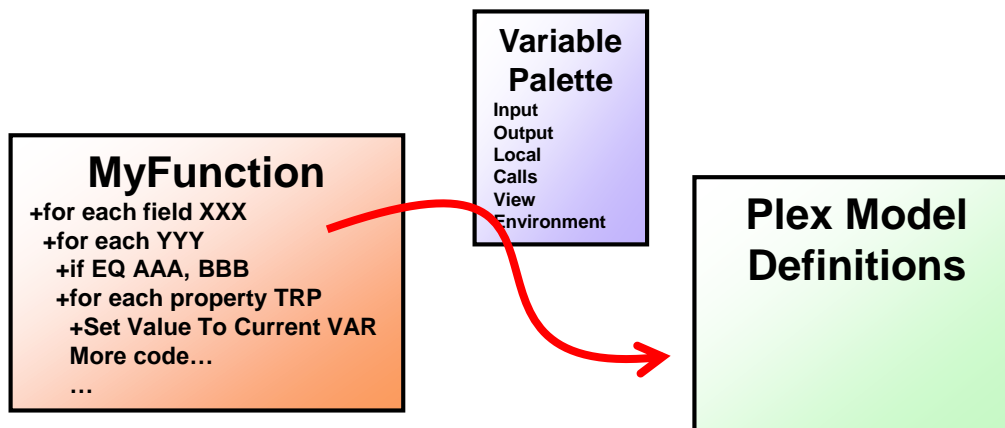 Variable
Palette
Input
Output
Local
Calls
View
Environment
MyFunction
+for each field XXX
+for each YYY
+if EQ AAA, BBB
+for each property TRP
+Set Value To Current VAR
More code…
…
Plex Model
Definitions